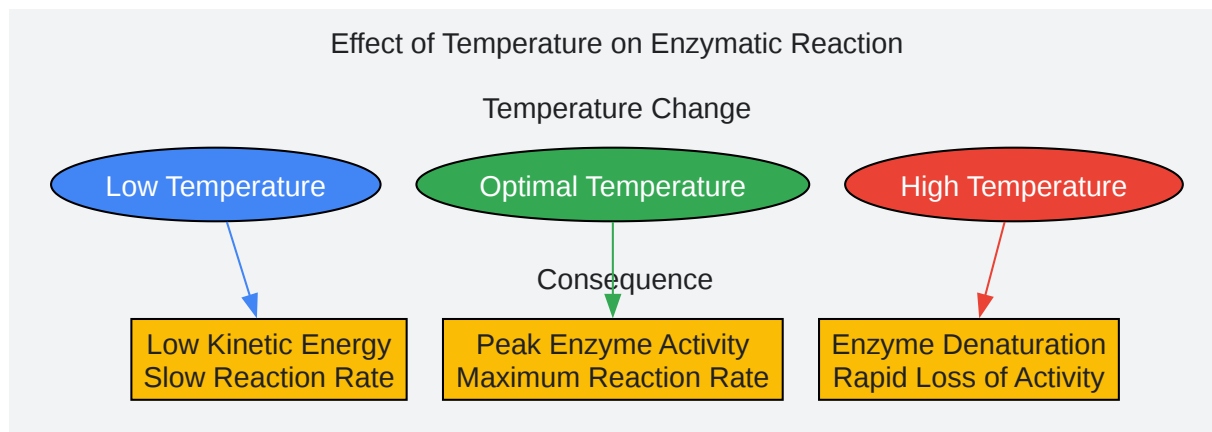 Effect of Temperature on Enzymatic Reaction
Temperature Change
Low Temperature
Optimal Temperature
High Temperature
Consequence
Low Kinetic Energy
Slow Reaction Rate
Peak Enzyme Activity
Maximum Reaction Rate
Enzyme Denaturation
Rapid Loss of Activity